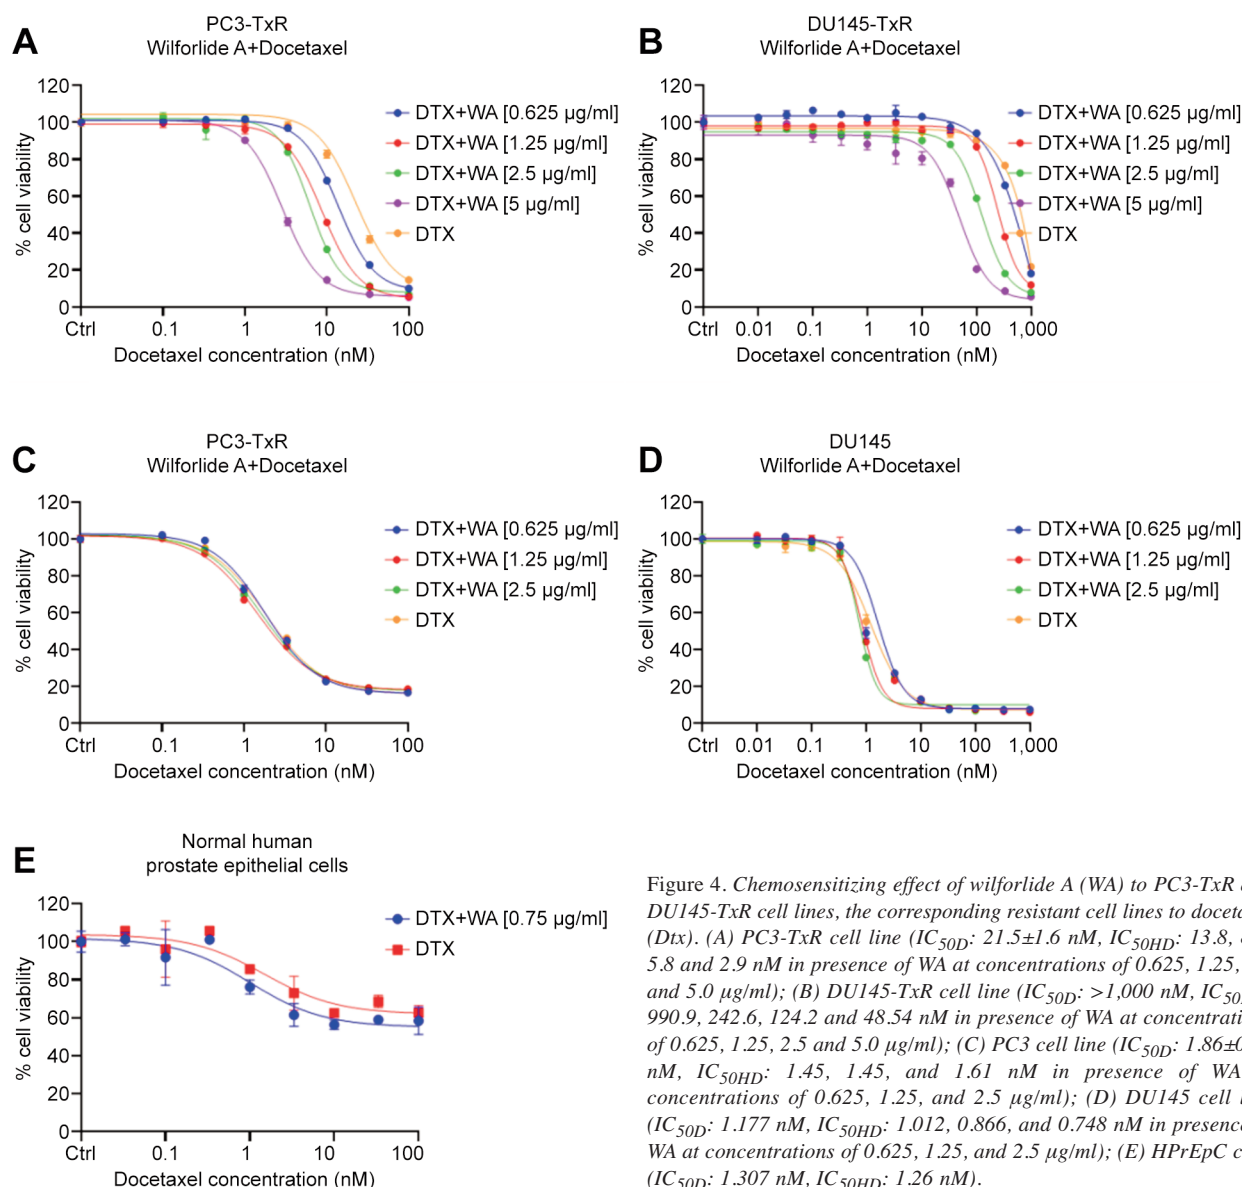 A
PC3-TxR
Wilforlide A+Docetaxel
% cell viability
120
100
80
60
40
20
0
Ctrl 0.1 1 10 100
Docetaxel concentration (nM)
DTX+WA [0.625 µg/ml]
DTX+WA [1.25 µg/ml]
DTX+WA [2.5 µg/ml]
DTX+WA [5 µg/ml]
DTX
B
DU145-TxR
Wilforlide A+Docetaxel
% cell viability
120
100
80
60
40
20
0
Ctrl 0.01 0.1 1 10 100 1,000
Docetaxel concentration (nM)
DTX+WA [0.625 µg/ml]
DTX+WA [1.25 µg/ml]
DTX+WA [2.5 µg/ml]
DTX+WA [5 µg/ml]
DTX
C
PC3-TxR
Wilforlide A+Docetaxel
% cell viability
120
100
80
60
40
20
0
Ctrl 0.1 1 10 100
Docetaxel concentration (nM)
DTX+WA [0.625 µg/ml]
DTX+WA [1.25 µg/ml]
DTX+WA [2.5 µg/ml]
DTX
D
DU145
Wilforlide A+Docetaxel
% cell viability
120
100
80
60
40
20
0
Ctrl 0.01 0.1 1 10 100 1,000
Docetaxel concentration (nM)
DTX+WA [0.625 µg/ml]
DTX+WA [1.25 µg/ml]
DTX+WA [2.5 µg/ml]
DTX
E
Normal human
prostate epithelial cells
% cell viability
120
100
80
60
40
20
0
Ctrl 0.1 1 10 100
Docetaxel concentration (nM)
DTX+WA [0.75 µg/ml]
DTX
Figure 4. Chemosensitizing effect of wilforlide A (WA) to PC3-TxR
DU145-TxR cell lines, the corresponding resistant cell lines to
(Dtx). (A) PC3-TxR cell line (IC50D: 21.5±1.6 nM, IC50HD: 13.8,
5.8 and 2.9 nM in presence of WA at concentrations of 0.625, 1.25,
and 5.0 µg/ml); (B) DU145-TxR cell line (IC50D: >1,000 nM,
990.9, 242.6, 124.2 and 48.54 nM in presence of WA at
of 0.625, 1.25, 2.5 and 5.0 µg/ml); (C) PC3 cell line (IC50D:
nM, IC50HD: 1.45, 1.45, and 1.61 nM in presence of WA
concentrations of 0.625, 1.25, and 2.5 µg/ml); (D) DU145 cell
(IC50D: 1.177 nM, IC50HD: 1.012, 0.866, and 0.748 nM in presence
WA at concentrations of 0.625, 1.25, and 2.5 µg/ml); (E) HPrEpC
(IC50D: 1.307 nM, IC50HD: 1.26 nM).